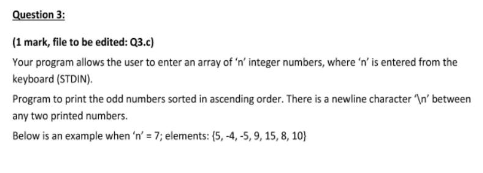 Question 3:
(1 mark, file to be edited: Q3.c)
Your program allows the user to enter an array of 'n' integer numbers, where 'n' is entered from the
keyboard (STDIN).
Program to print the odd numbers sorted in ascending order. There is a newline character '\n' between
any two printed numbers.
Below is an example when 'n' = 7; elements: {5, -4, -5, 9, 15, 8, 10}